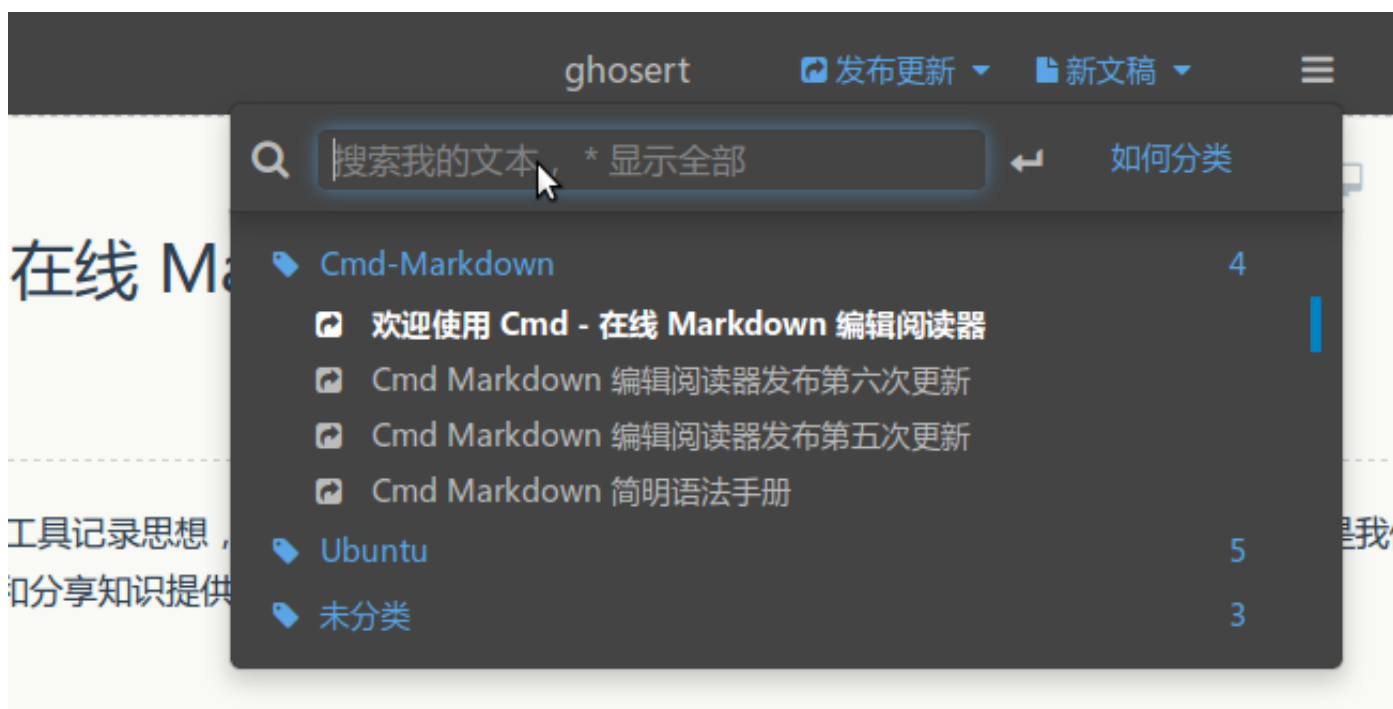 ghosert 发布更新 新文稿
搜索我的文本， * 显示全部 如何分类
在线 Ma
Cmd-Markdown 4
欢迎使用 Cmd - 在线 Markdown 编辑阅读器
Cmd Markdown 编辑阅读器发布第六次更新
Cmd Markdown 编辑阅读器发布第五次更新
Cmd Markdown 简明语法手册
工具记录思想， 是我
Ubuntu 5
和分享知识提供
未分类 3